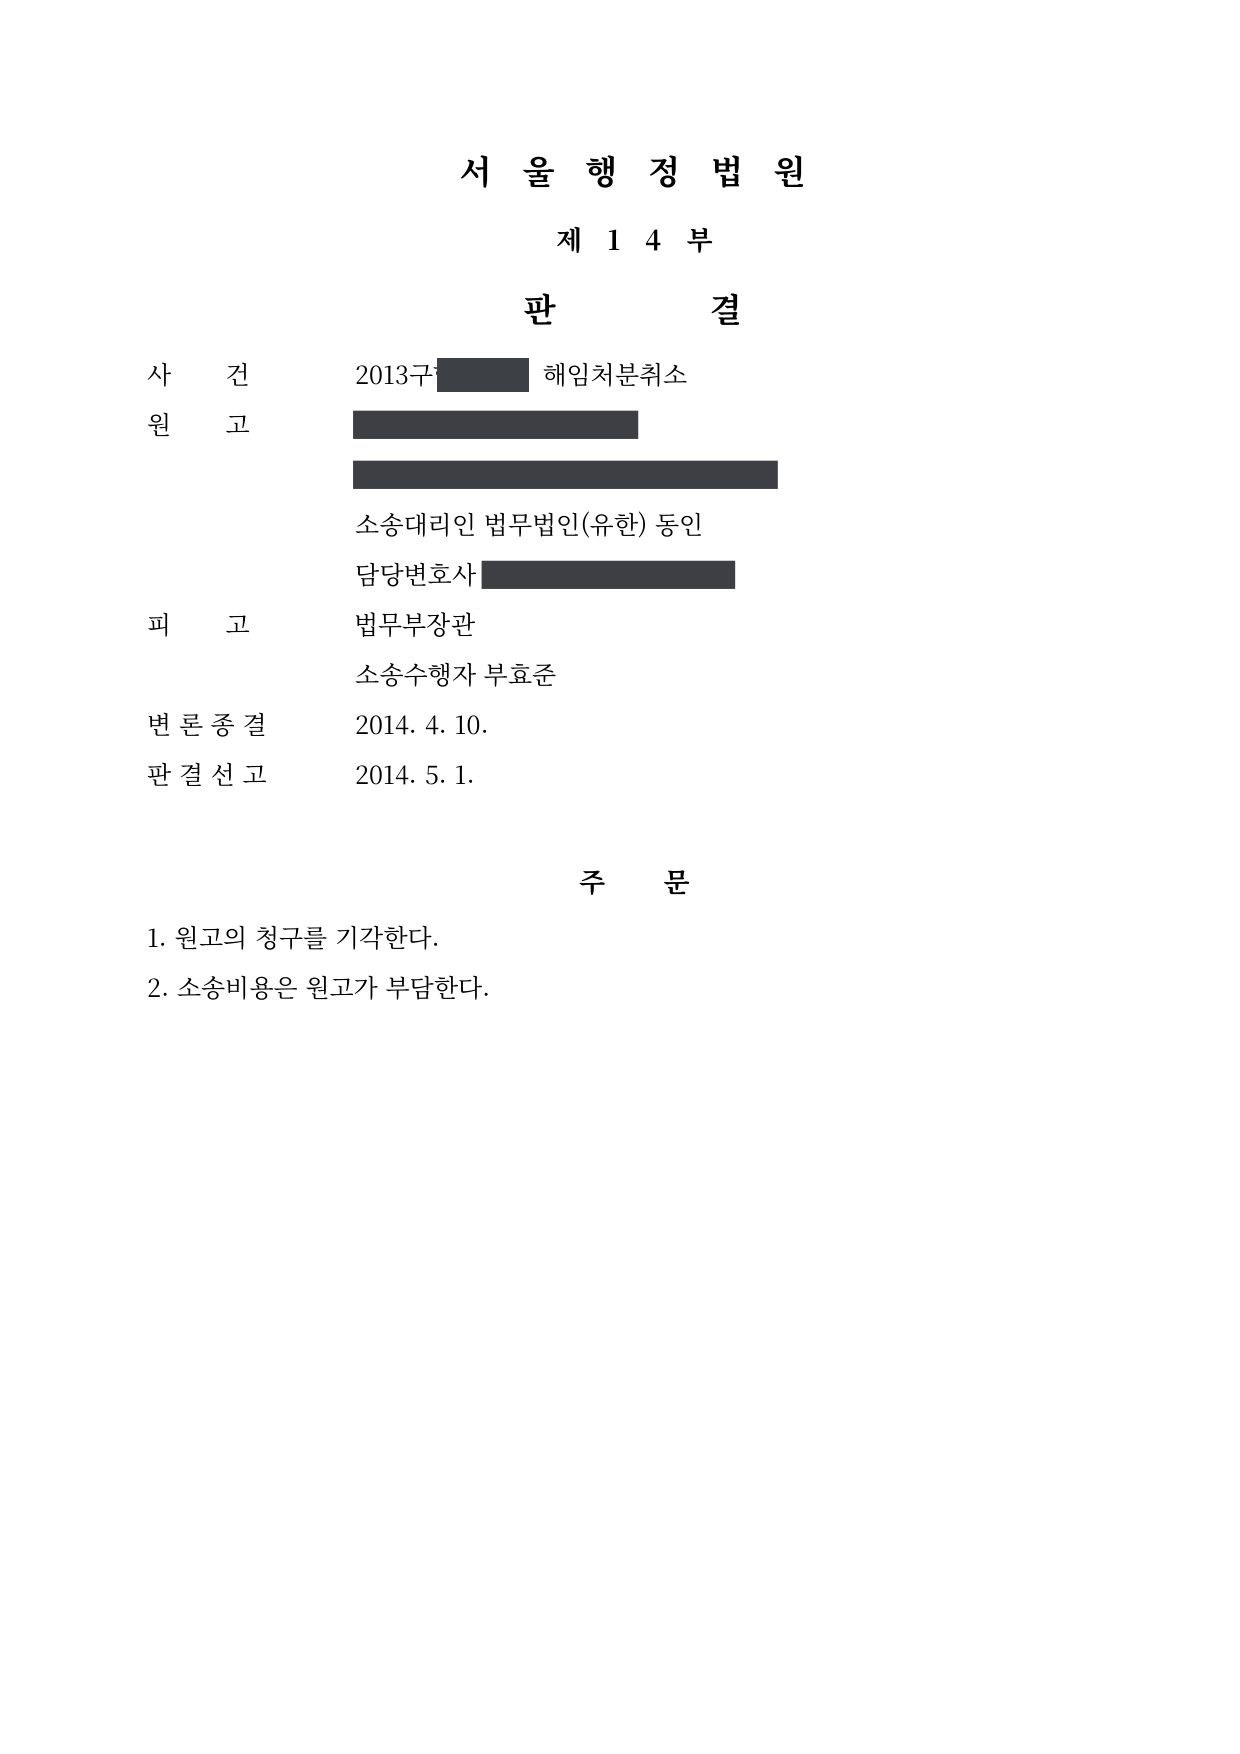 서 울 행 정 법 원
제 1 4 부
판 결
사 건 2013구 해임처분취소
원 고
소송대리인 법무법인(유한) 동인
담당변호사
피 고 법무부장관
소송수행자 부효준
변 론 종 결 2014. 4. 10.
판 결 선 고 2014. 5. 1.
주 문
1. 원고의 청구를 기각한다.
2. 소송비용은 원고가 부담한다.